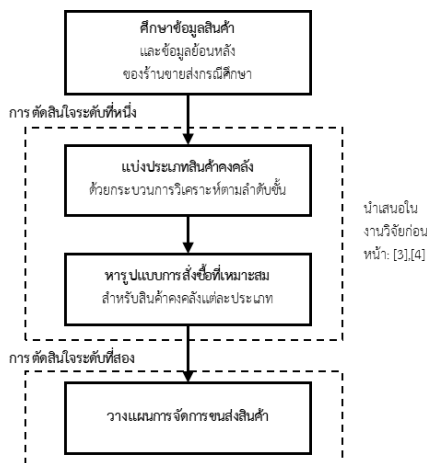 ศึกษาข้อมูลสินค้า
และข้อมูลย้อนหลัง
ของร้านขายส่งกรณีศึกษา
การตัดสินใจระดับที่หนึ่ง
แบ่งประเภทสินค้าคงคลัง
ด้วยกระบวนการวิเคราะห์ตามลำดับชั้น
นำเสนอใน
งานวิจัยก่อน
หน้า: [3],[4]
หารูปแบบการสั่งซื้อที่เหมาะสม
สำหรับสินค้าคงคลังแต่ละประเภท
การตัดสินใจระดับที่สอง
วางแผนการจัดการขนส่งสินค้า